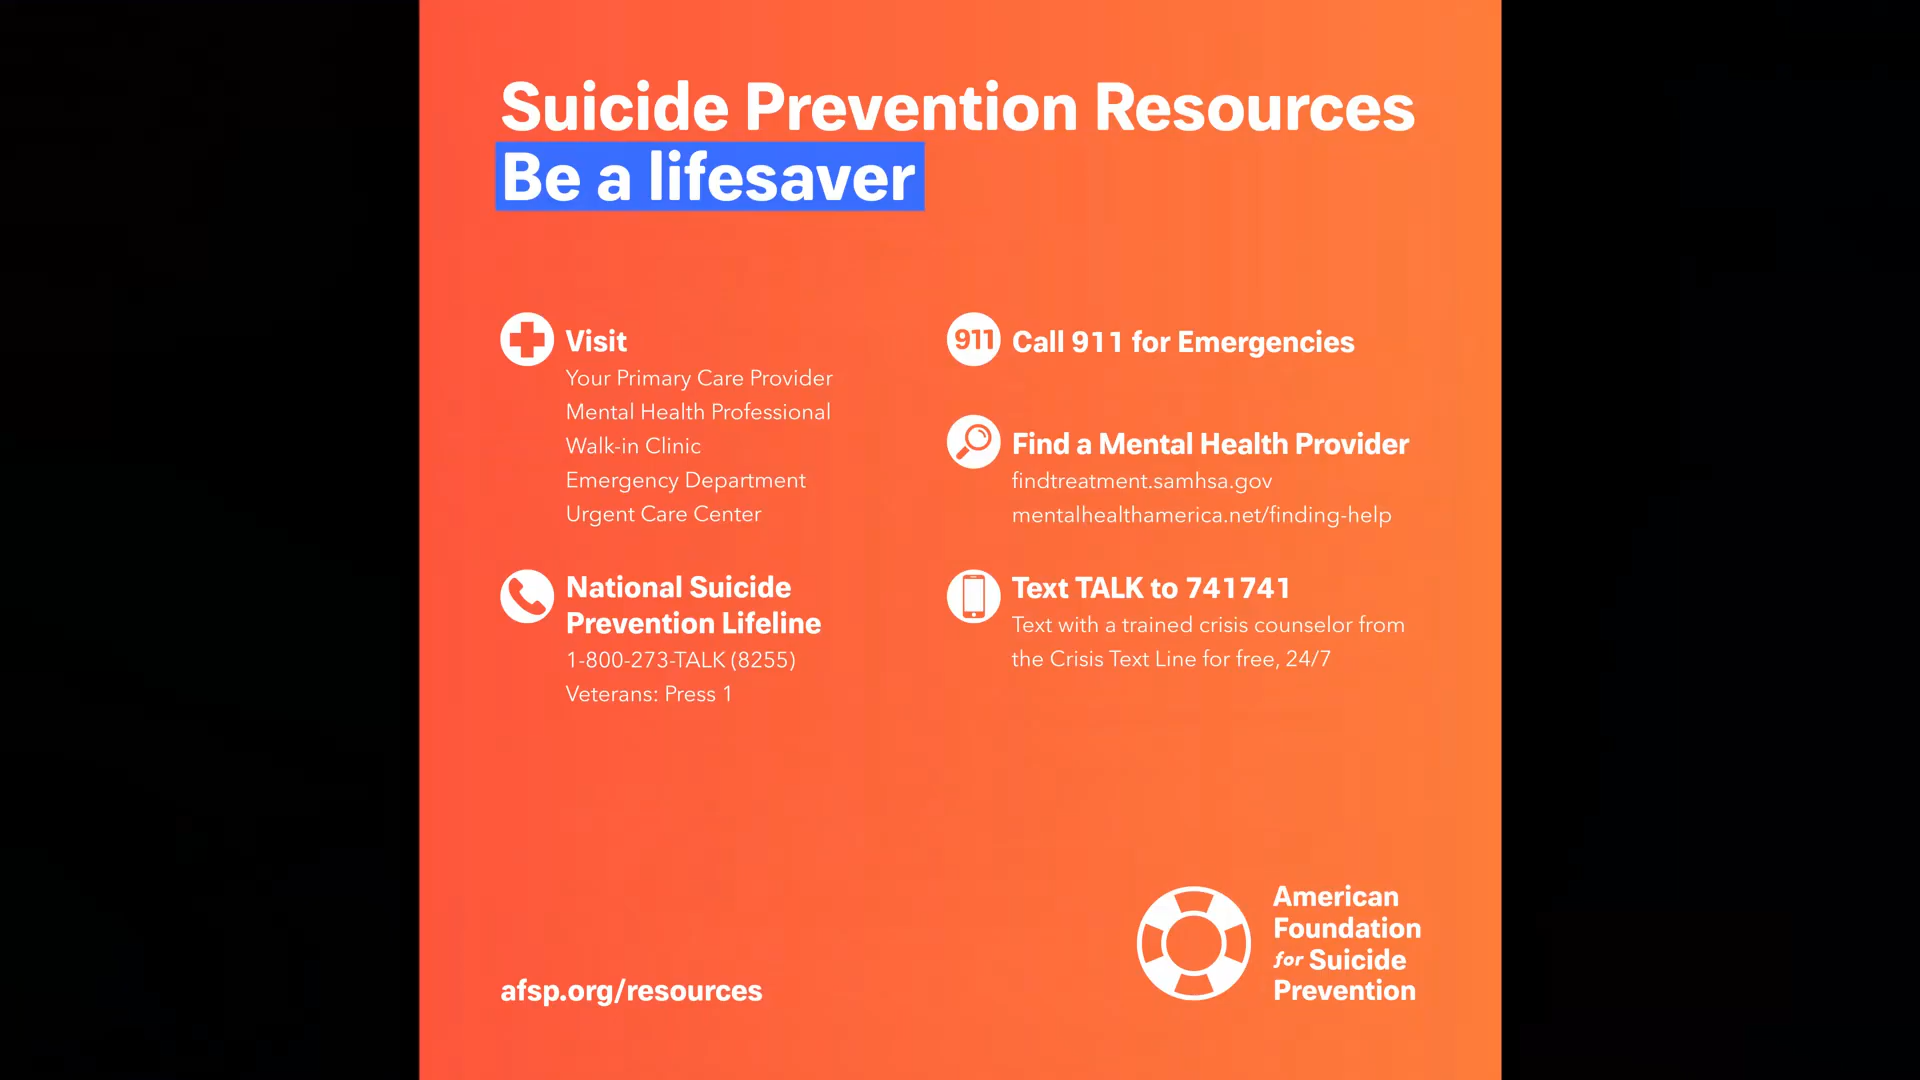 Suicide Prevention Resources
Be a lifesaver
Visit
Your Primary Care Provider
Mental Health Professional
Walk-in Clinic
Emergency Department
Urgent Care Center
National Suicide
Prevention Lifeline
1-800-273-TALK (8255)
Veterans: Press 1
911 Call 911 for Emergencies
Find a Mental Health Provider
findtreatment.samhsa.gov
mentalhealthamerica.net/finding-help
Text TALK to 741741
Text with a trained crisis counselor from
the Crisis Text Line for free, 24/7
afsp.org/resources
American
Foundation
for Suicide
Prevention